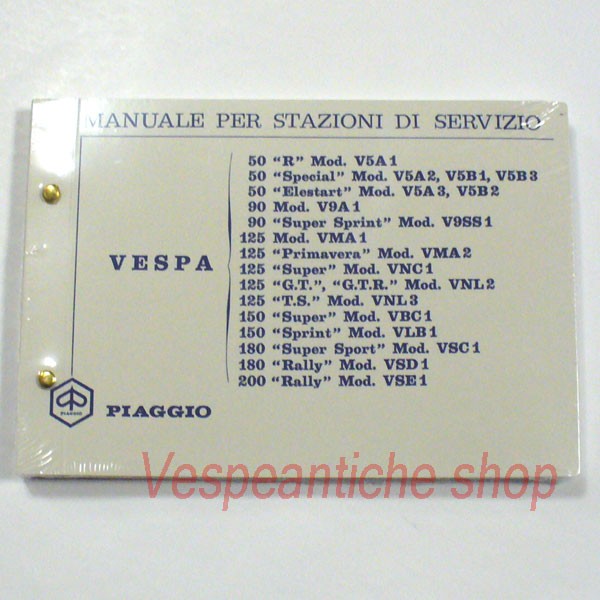 MANUALE PER STAZIONI DI SERVIZIO
VESPA
50 "R" Mod. V5A1
50 "Special" Mod. V5A2, V5B1, V5B3
50 "Elestart" Mod. V5A3, V5B2
90 Mod. V9A1
90 "Super Sprint" Mod. V9SS1
125 Mod. VMA1
125 "Primavera" Mod. VMA2
125 "Super" Mod. VNC1
125 "G.T.", "G.T.R." Mod. VNL2
125 "T.S." Mod. VNL3
150 "Super" Mod. VBC1
150 "Sprint" Mod. VLB1
180 "Super Sport" Mod. VSC1
180 "Rally" Mod. VSD1
200 "Rally" Mod. VSE1
PIAGGIO
PIAGGIO
Vespeantiche shop